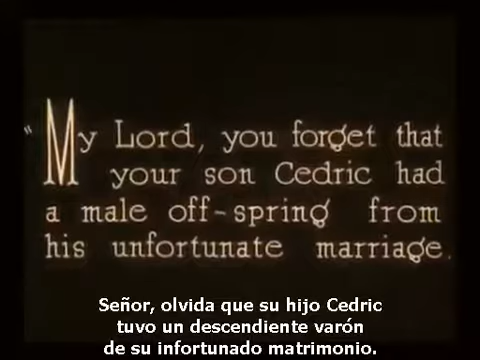 "My Lord, you forget that
your son Cedric had
a male off-spring from
his unfortunate marriage.
Señor, olvida que su hijo Cedric
tuvo un descendiente varón
de su infortunado matrimonio.